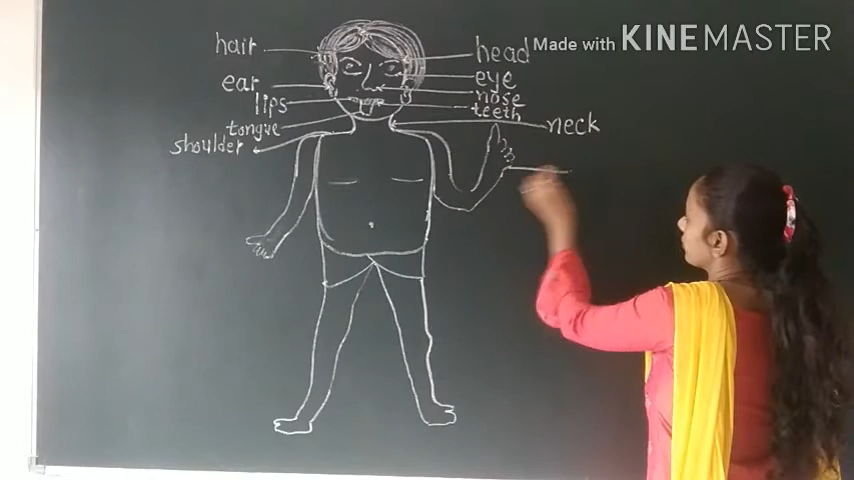 Made with KINEMASTER
hair
head
ear
eye
lips
nose
teeth
tongue
neck
shoulder